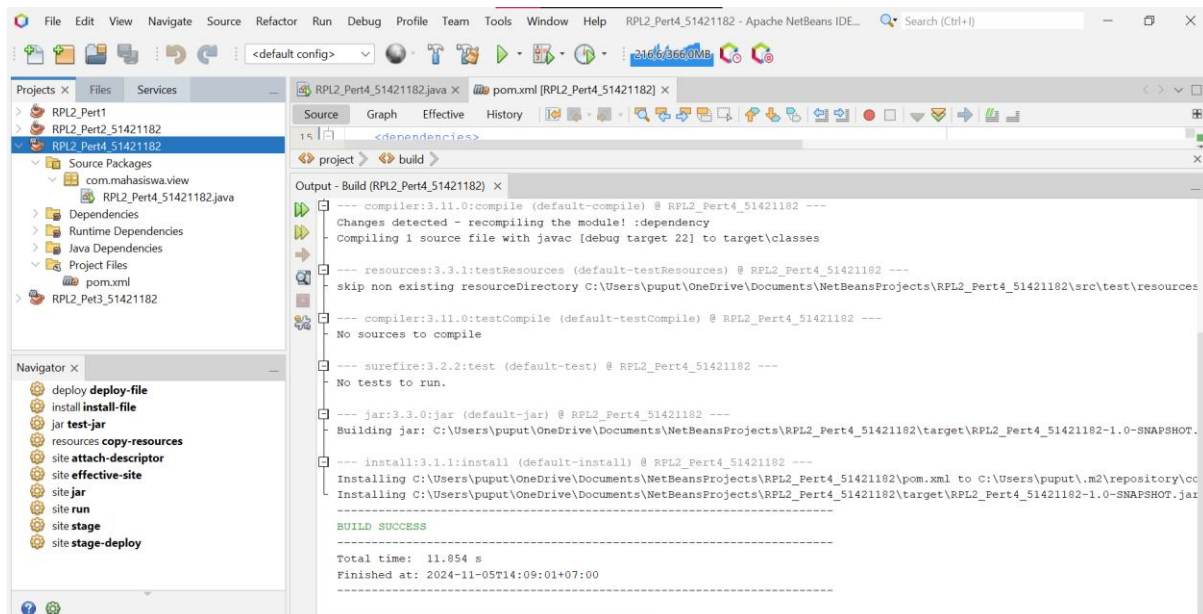 File Edit View Navigate Source Refactor Run Debug Profile Team Tools Window Help RPL2_Pert4_51421182 - Apache NetBeans IDE... Search (Ctrl+I)
<default config> 216,6/366,0MB
Projects Files Services
RPL2_Pert1
RPL2_Pert2_51421182
RPL2_Pert4_51421182
Source Packages
com.mahasiswa.view
RPL2_Pert4_51421182.java
Dependencies
Runtime Dependencies
Java Dependencies
Project Files
pom.xml
RPL2_Pet3_51421182
Navigator
deploy deploy-file
install install-file
jar test-jar
resources copy-resources
site attach-descriptor
site effective-site
site jar
site run
site stage
site stage-deploy
RPL2_Pert4_51421182.java pom.xml [RPL2_Pert4_51421182]
Source Graph Effective History
15 <dependencies>
project build
Output - Build (RPL2_Pert4_51421182)
--- compiler:3.11.0:compile (default-compile) @ RPL2_Pert4_51421182 ---
Changes detected - recompiling the module! :dependency
Compiling 1 source file with javac [debug target 22] to target\classes
--- resources:3.3.1:testResources (default-testResources) @ RPL2_Pert4_51421182 ---
skip non existing resourceDirectory C:\Users\puput\OneDrive\Documents\NetBeansProjects\RPL2_Pert4_51421182\src\test\resources
--- compiler:3.11.0:testCompile (default-testCompile) @ RPL2_Pert4_51421182 ---
No sources to compile
--- surefire:3.2.2:test (default-test) @ RPL2_Pert4_51421182 ---
No tests to run.
--- jar:3.3.0:jar (default-jar) @ RPL2_Pert4_51421182 ---
Building jar: C:\Users\puput\OneDrive\Documents\NetBeansProjects\RPL2_Pert4_51421182\target\RPL2_Pert4_51421182-1.0-SNAPSHOT.
--- install:3.1.1:install (default-install) @ RPL2_Pert4_51421182 ---
Installing C:\Users\puput\OneDrive\Documents\NetBeansProjects\RPL2_Pert4_51421182\pom.xml to C:\Users\puput\.m2\repository\co
Installing C:\Users\puput\OneDrive\Documents\NetBeansProjects\RPL2_Pert4_51421182\target\RPL2_Pert4_51421182-1.0-SNAPSHOT.jar
------------------------------------------------------------------------
BUILD SUCCESS
------------------------------------------------------------------------
Total time: 11.854 s
Finished at: 2024-11-05T14:09:01+07:00
------------------------------------------------------------------------